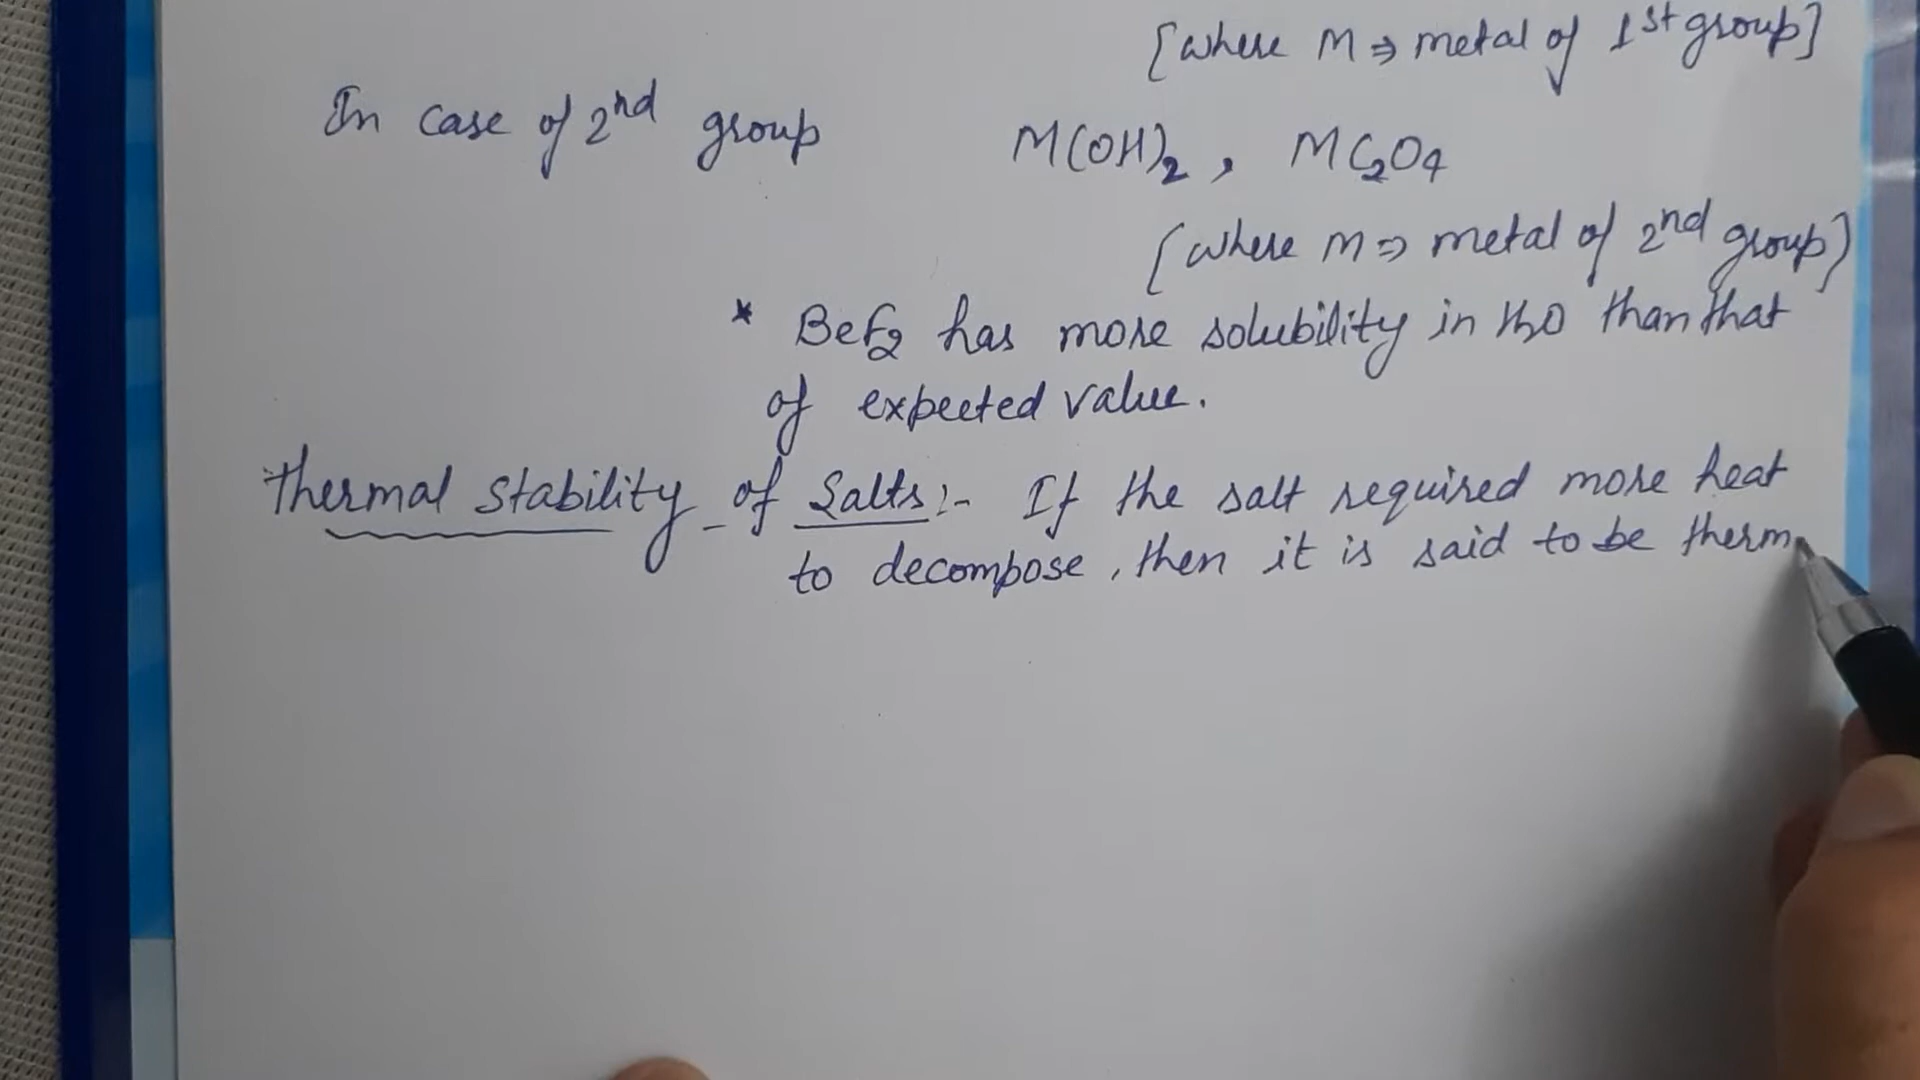 [where M ⇒ metal of 1st group]
In case of 2nd group M(OH)2, MC2O4
[where M ⇒ metal of 2nd group]
* BeF2 has more solubility in H2O than that
of expected value.
Thermal stability of Salts:- If the salt required more heat
to decompose, then it is said to be therm